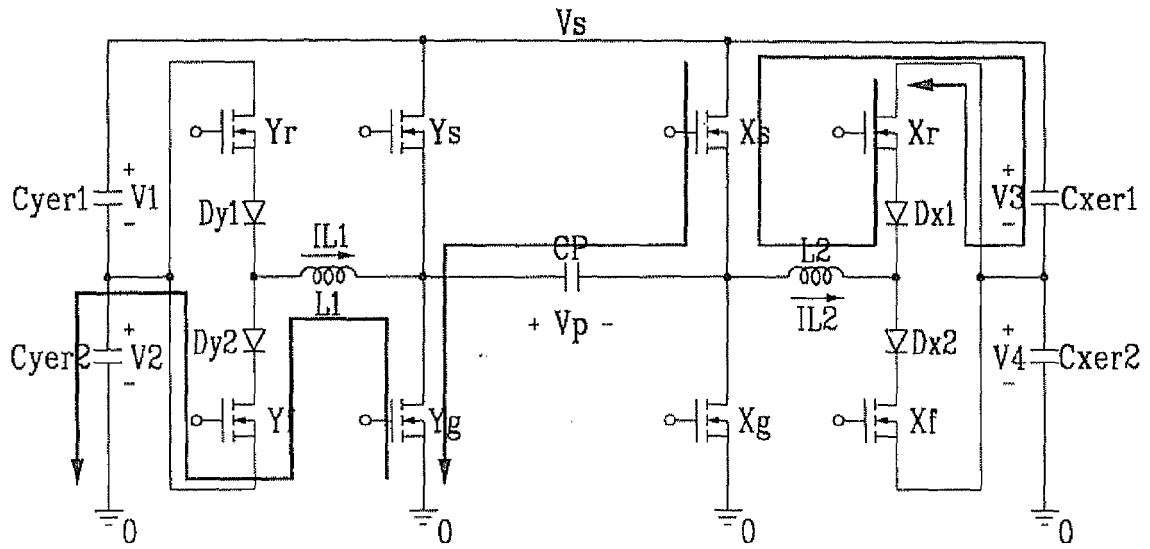 Vs
Yr
Ys
Xs
Xr
+
+
Cyer1
V1
V3
Cxer1
-
-
Dy1
Dx1
IL1
CP
L2
L1
+ Vp -
IL2
+
+
Cyer2
V2
Dy2
Dx2
V4
Cxer2
-
-
Yg
Xg
Xf
0
0
0
0